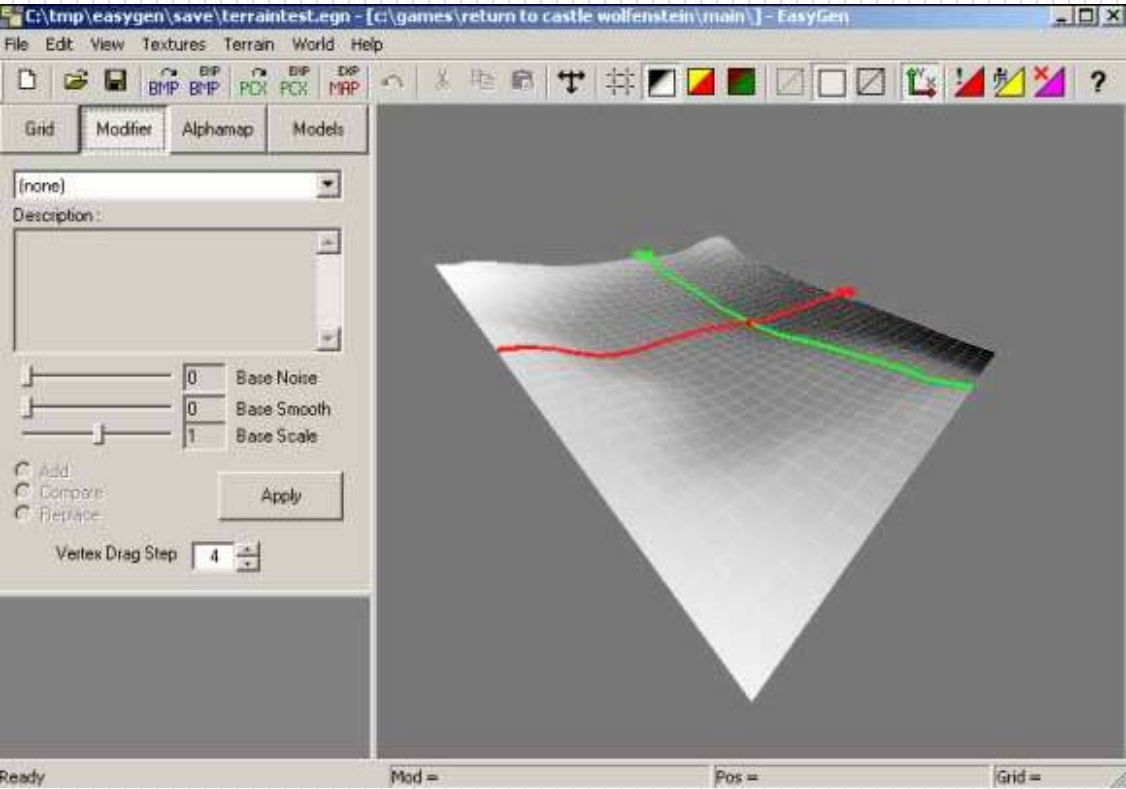 C:\tmp\easygen\save\terraintest.egn - [c:\games\return to castle wolfenstein\main\] - EasyGen
File Edit View Textures Terrain World Help
EXP EXP EXP
BMP BMP PCX PCX MAP
Y X
?
Grid Modifier Alphamap Models
(none)
Description :
0 Base Noise
0 Base Smooth
1 Base Scale
Add
Compare
Replace
Apply
Vertex Drag Step 4
Ready Mod = Pos = Grid =